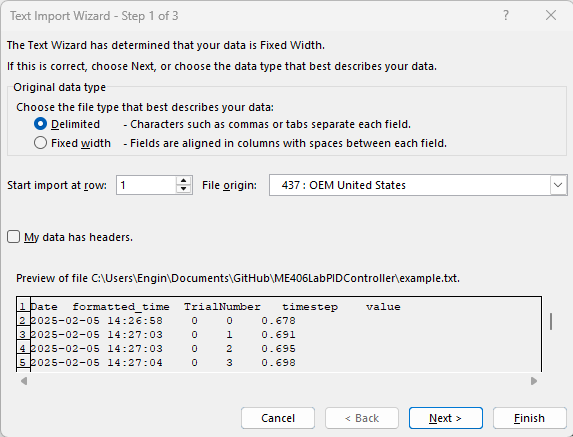 Text Import Wizard - Step 1 of 3
The Text Wizard has determined that your data is Fixed Width.
If this is correct, choose Next, or choose the data type that best describes your data.
Original data type
Choose the file type that best describes your data:
Delimited - Characters such as commas or tabs separate each field.
Fixed width - Fields are aligned in columns with spaces between each field.
Start import at row: 1 File origin: 437 : OEM United States
My data has headers.
Preview of file C:\Users\Engin\Documents\GitHub\ME406LabPIDController\example.txt.
1 Date formatted_time TrialNumber timestep value
2 2025-02-05 14:26:58 0 0 0.678
3 2025-02-05 14:27:03 0 1 0.691
4 2025-02-05 14:27:03 0 2 0.695
5 2025-02-05 14:27:04 0 3 0.698
Cancel < Back Next > Finish